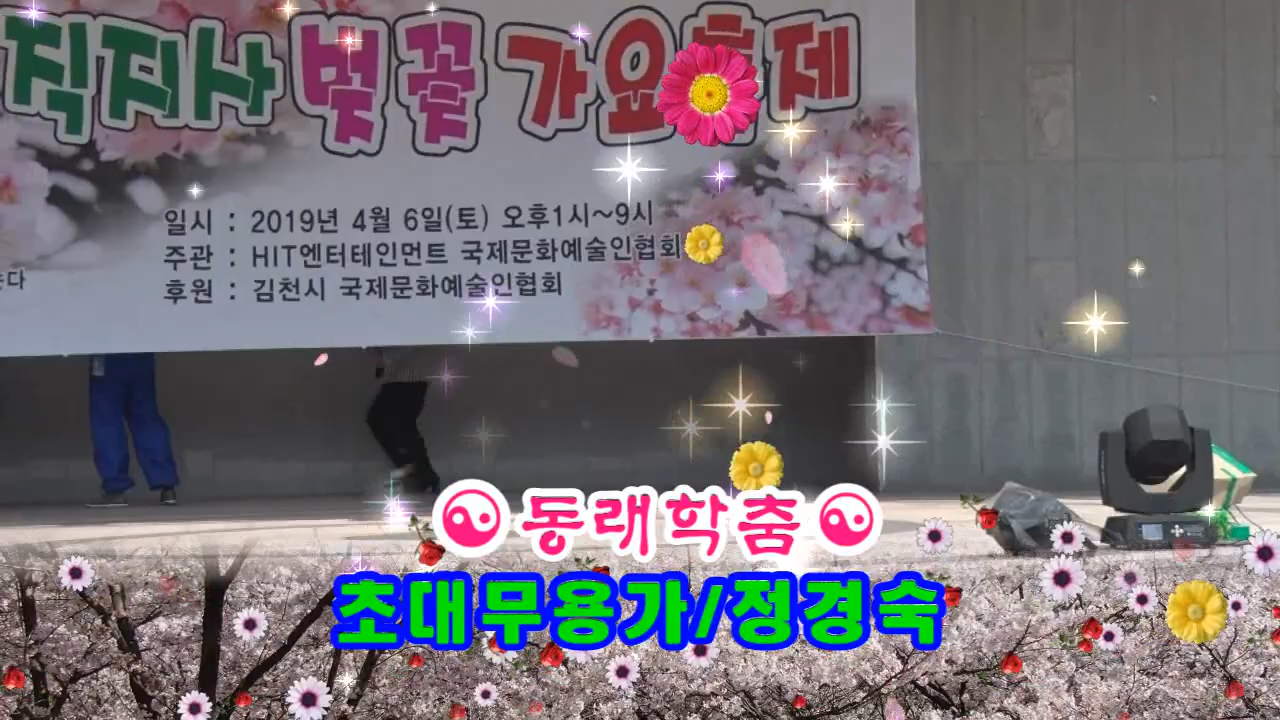 직지사 벚꽃 가요 제
일시 : 2019년 4월 6일(토) 오후1시~9시
주관 : HIT엔터테인먼트 국제문화예술인협회
후원 : 김천시 국제문화예술인협회
동래학춤
초대무용가/정경숙